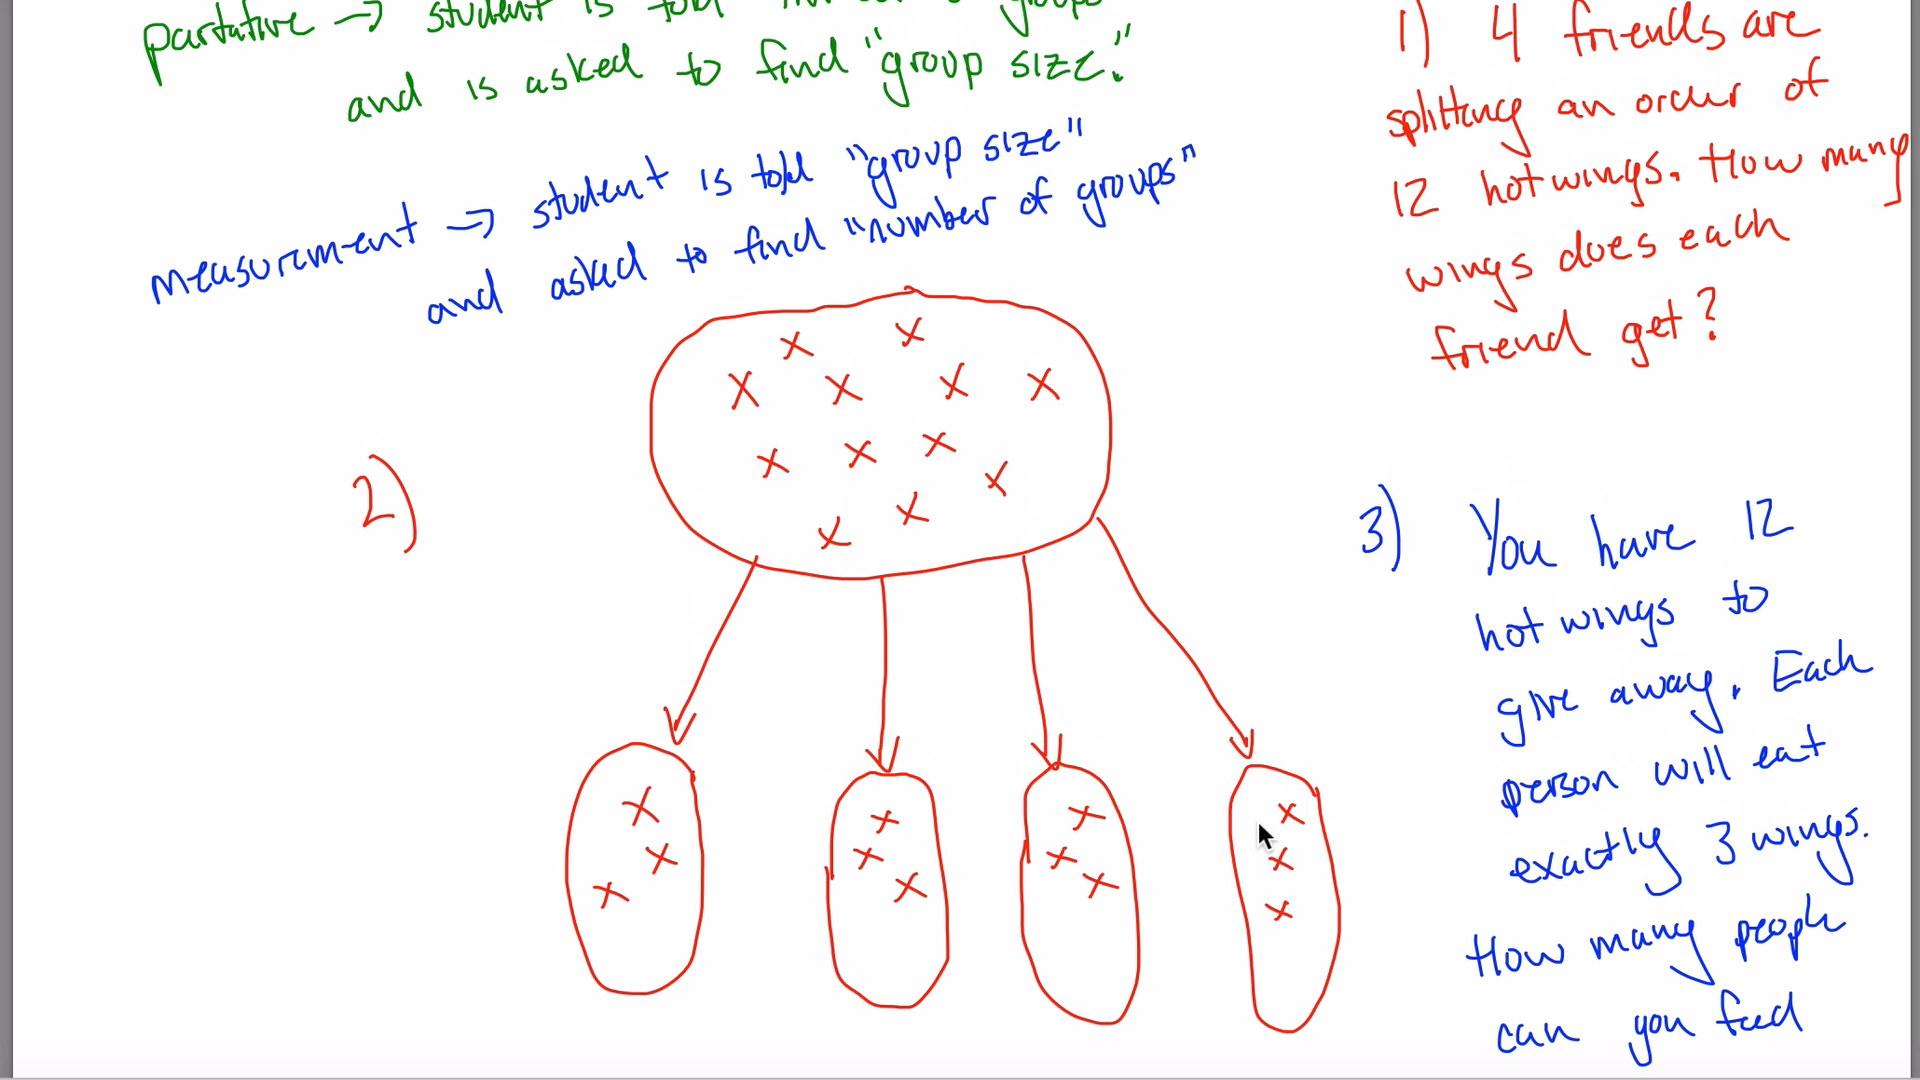 partative → student is told
and is asked to find "group size."
measurement → student is told "group size"
and asked to find "number of groups"
1) 4 friends are
splitting an order of
12 hot wings. How many
wings does each
friend get?
2)
x x
x x x x
x x x
x
x
x
x x x x
x x x x
x x x x
3) You have 12
hot wings to
give away. Each
person will eat
exactly 3 wings.
How many people
can you feed